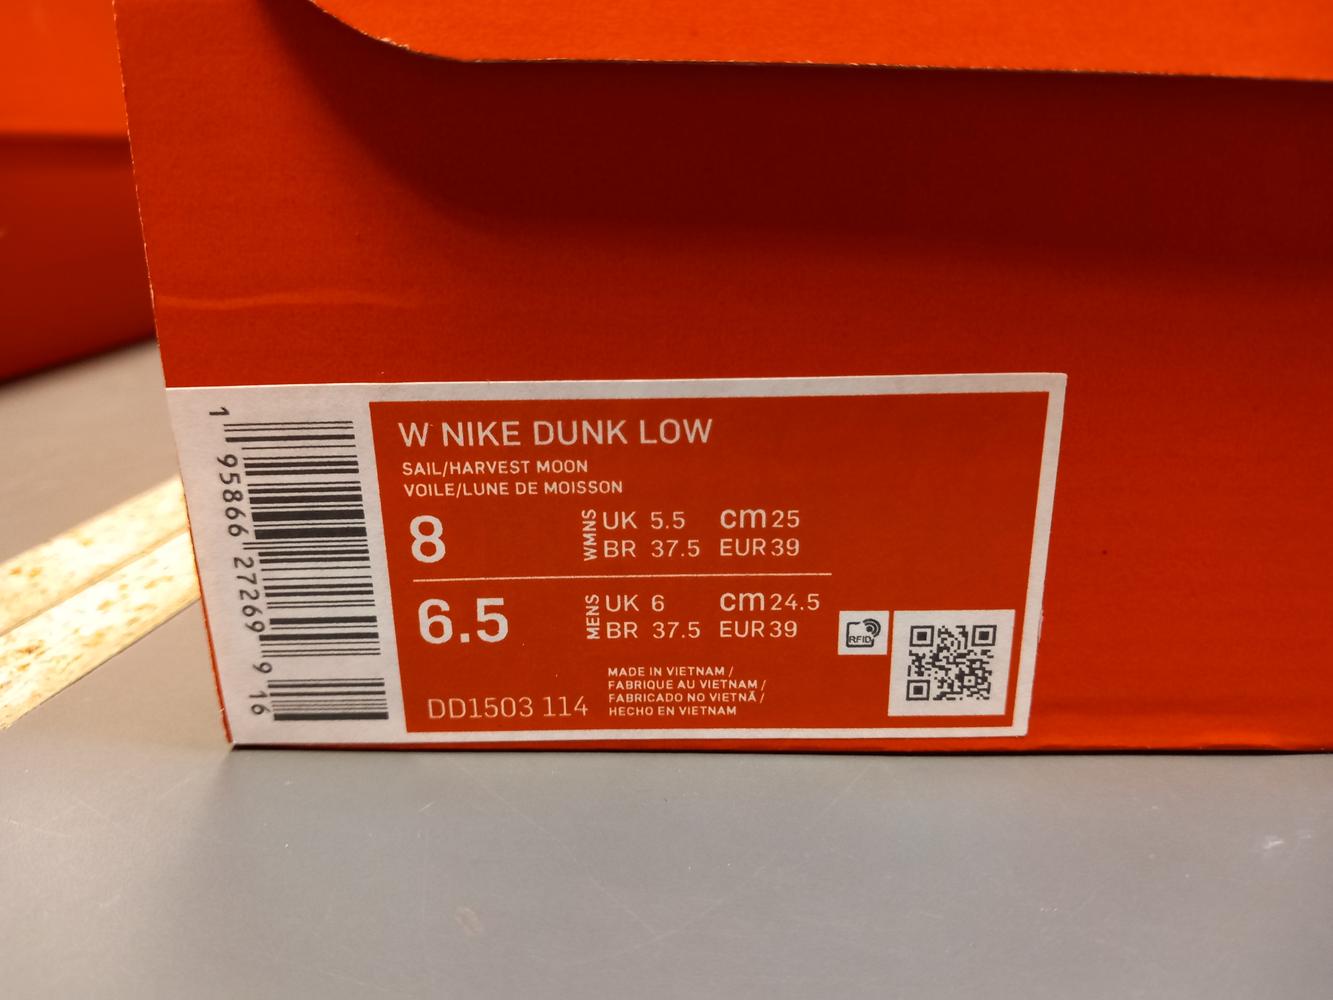 W NIKE DUNK LOW
SAIL/HARVEST MOON
VOILE/LUNE DE MOISSON
8
WMNS
UK 5.5 cm 25
BR 37.5 EUR 39
6.5
MENS
UK 6 cm 24.5
BR 37.5 EUR 39
DD1503 114
MADE IN VIETNAM /
FABRIQUE AU VIETNAM /
FABRICADO NO VIETNÃ /
HECHO EN VIETNAM
RFID
1 95866 27269 9 16